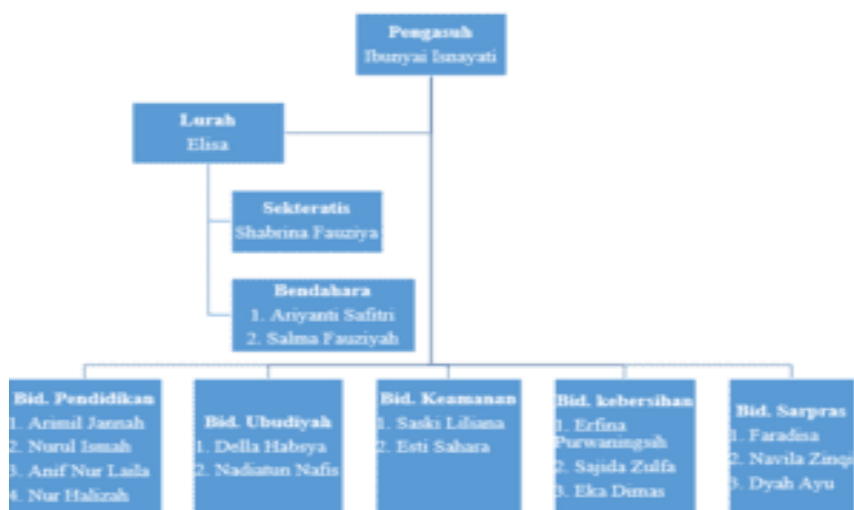 Pengasuh
Ibunyai Isnayati
Lurah
Elisa
Sekteratis
Shabrina Fauziya
Bendahara
1. Ariyanti Safitri
2. Salma Fauziyah
Bid. Pendidikan
1. Arimil Jannah
2. Nurul Ismah
3. Anif Nur Laila
4. Nur Halizah
Bid. Ubudiyah
1. Della Habsya
2. Nadiatun Nafis
Bid. Keamanan
1. Saski Liliana
2. Esti Sahara
Bid. kebersihan
1. Erfina
Purwaningsih
2. Sajida Zulfa
3. Eka Dimas
Bid. Sarpras
1. Faradisa
2. Navila Zinqi
3. Dyah Ayu